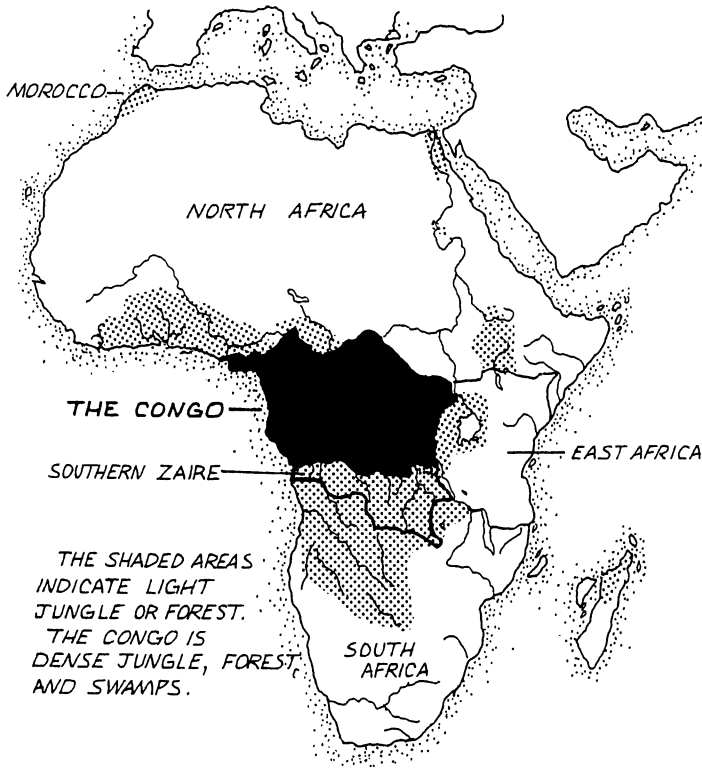 MOROCCO
NORTH AFRICA
THE CONGO
EAST AFRICA
SOUTHERN ZAIRE
THE SHADED AREAS
INDICATE LIGHT
JUNGLE OR FOREST.
THE CONGO IS
DENSE JUNGLE, FOREST,
AND SWAMPS.
SOUTH
AFRICA